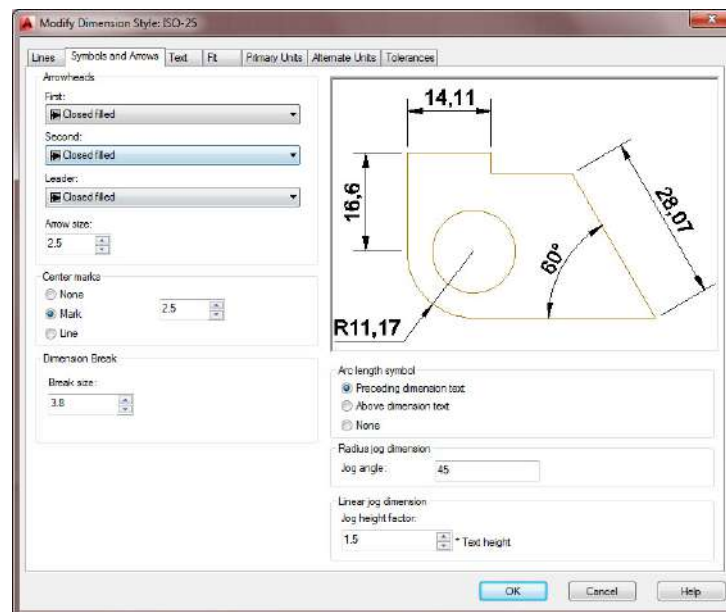 Modify Dimension Style: ISO-25
Lines Symbols and Arrows Text Fit Primary Units Alternate Units Tolerances
Arrowheads
First:
Closed filled
Second:
Closed filled
Leader:
Closed filled
Arrow size:
2.5
Center marks
None
Mark 2.5
Line
Dimension Break
Break size:
3.8
14,11
16,6
28,07
60°
R11,17
Arc length symbol
Preceding dimension text
Above dimension text
None
Radius jog dimension
Jog angle: 45
Linear jog dimension
Jog height factor:
1.5 * Text height
OK Cancel Help